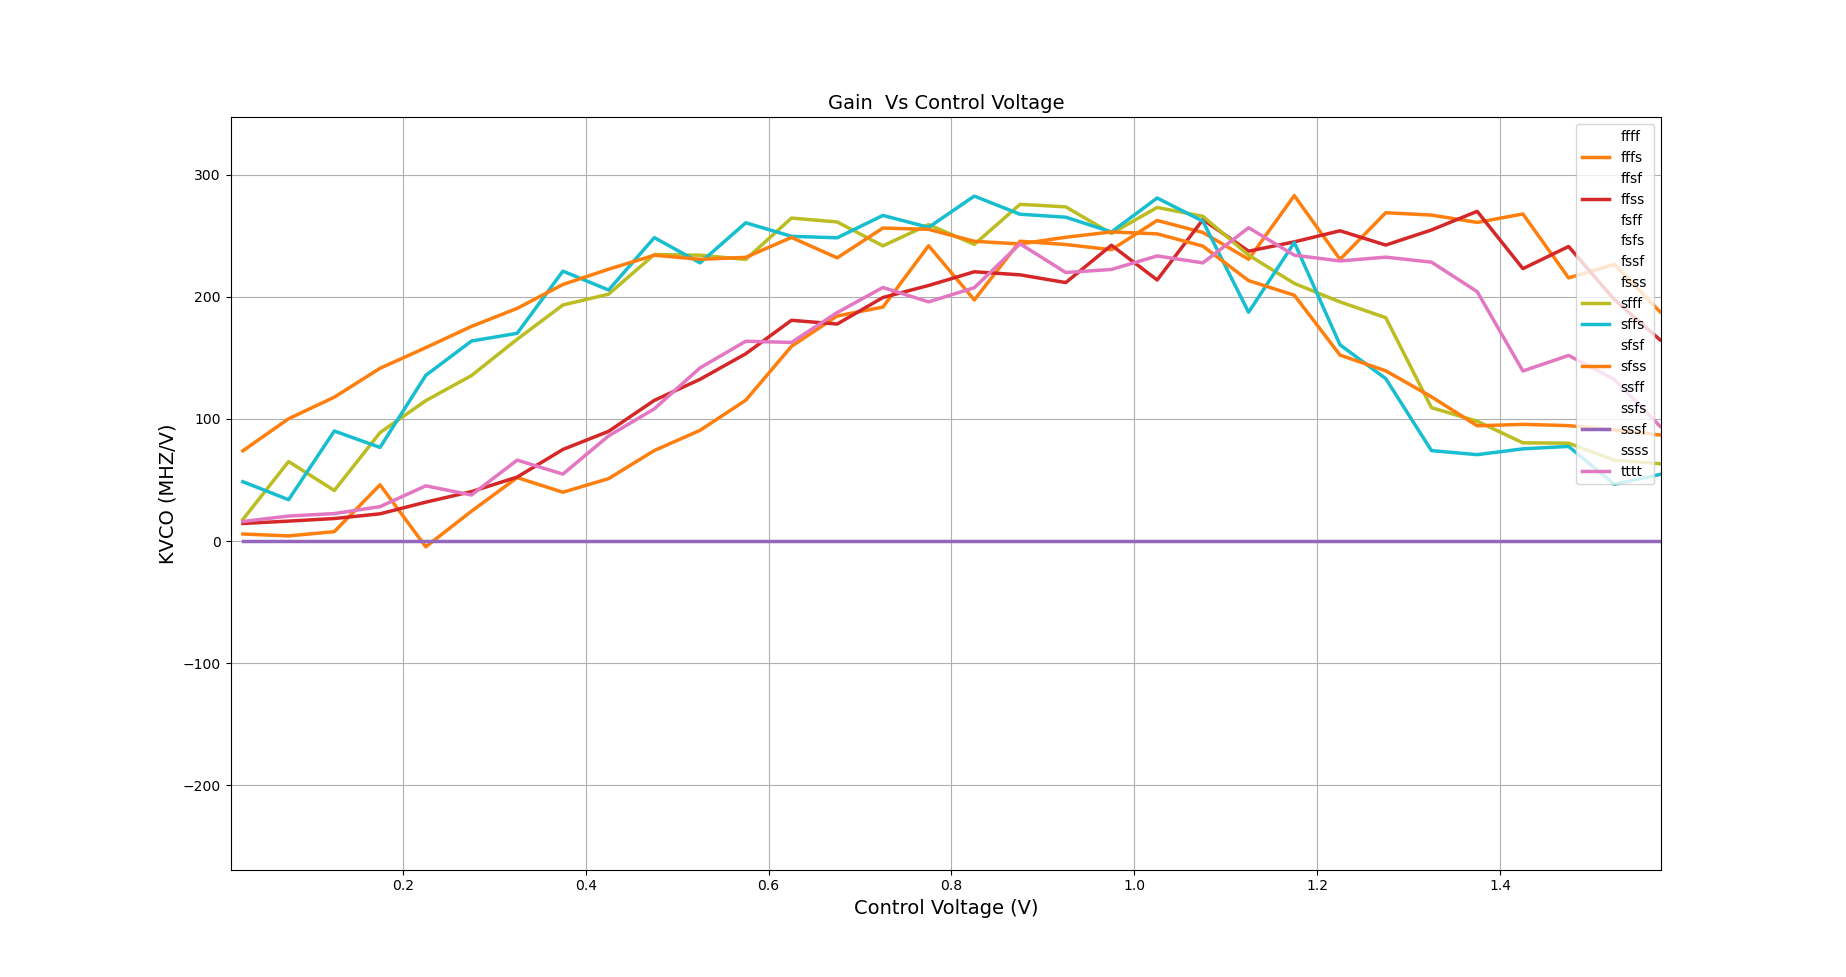 Gain  Vs Control Voltage
300
200
100
0
−100
−200
KVCO (MHZ/V)
0.2
0.4
0.6
0.8
1.0
1.2
1.4
Control Voltage (V)
ffff
fffs
ffsf
ffss
fsff
fsfs
fssf
fsss
sfff
sffs
sfsf
sfss
ssff
ssfs
sssf
ssss
tttt